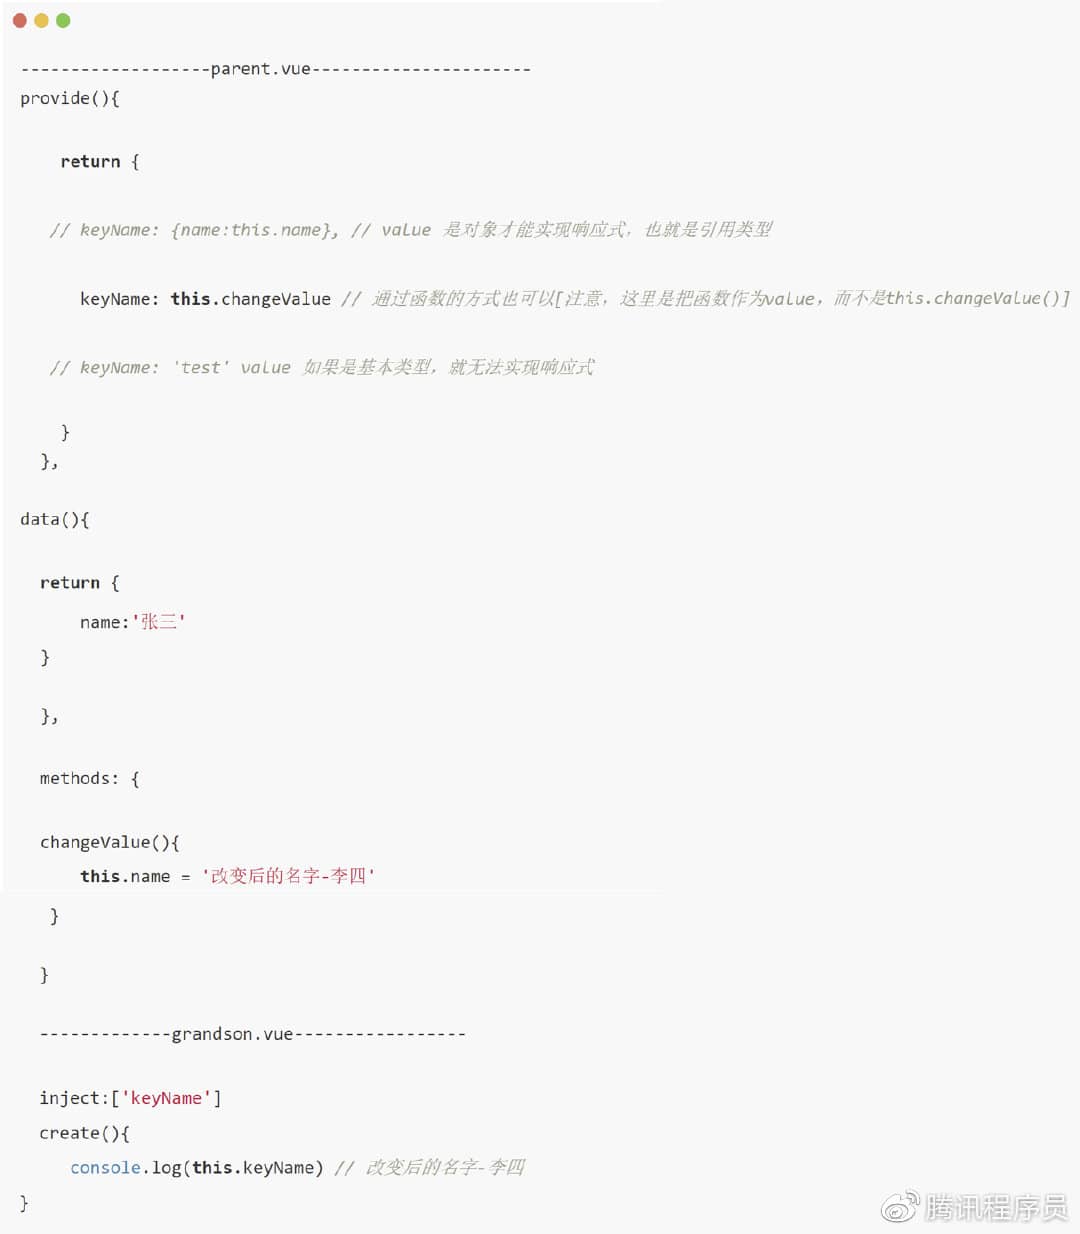 -------------------parent.vue----------------------
provide(){
return {
// keyName: {name:this.name}, // value 是对象才能实现响应式，也就是引用类型
keyName: this.changeValue // 通过函数的方式也可以[注意，这里是把函数作为value，而不是this.changeValue()]
// keyName: 'test' value 如果是基本类型，就无法实现响应式
}
},
data(){
return {
name:'张三'
}
},
methods: {
changeValue(){
this.name = '改变后的名字-李四'
}
}
-------------grandson.vue-----------------
inject:['keyName']
create(){
console.log(this.keyName) // 改变后的名字-李四
}
腾讯程序员